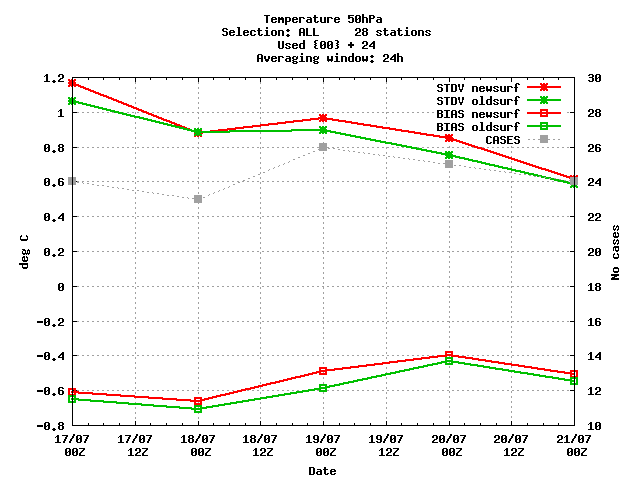 Temperature 50hPa
Selection: ALL 28 stations
Used {00} + 24
Averaging window: 24h
1.2
1
0.8
0.6
0.4
0.2
0
-0.2
-0.4
-0.6
-0.8
deg C
STDV newsurf
STDV oldsurf
BIAS newsurf
BIAS oldsurf
CASES
30
28
26
24
22
20
18
16
14
12
10
No cases
17/07 17/07 18/07 18/07 19/07 19/07 20/07 20/07 21/07
00Z 12Z 00Z 12Z 00Z 12Z 00Z 12Z 00Z
Date